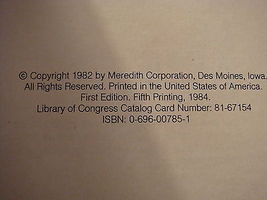 © Copyright 1982 by Meredith Corporation, Des Moines, Iowa.
All Rights Reserved. Printed in the United States of America.
First Edition. Fifth Printing, 1984.
Library of Congress Catalog Card Number: 81-67154
ISBN: 0-696-00785-1